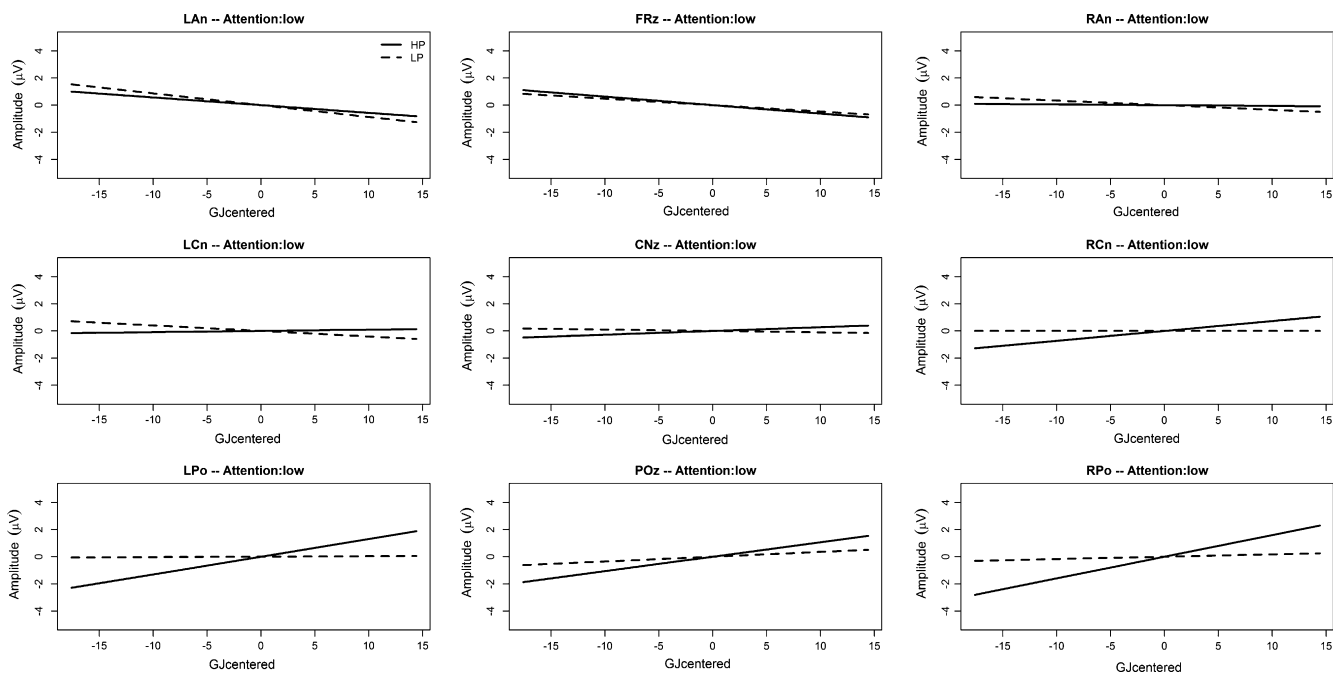 LAn -- Attention:low
Amplitude (μV)
4
2
0
-2
-4
HP
LP
-15 -10 -5 0 5 10 15
GJcentered
FRz -- Attention:low
Amplitude (μV)
4
2
0
-2
-4
-15 -10 -5 0 5 10 15
GJcentered
RAn -- Attention:low
Amplitude (μV)
4
2
0
-2
-4
-15 -10 -5 0 5 10 15
GJcentered
LCn -- Attention:low
Amplitude (μV)
4
2
0
-2
-4
-15 -10 -5 0 5 10 15
GJcentered
CNz -- Attention:low
Amplitude (μV)
4
2
0
-2
-4
-15 -10 -5 0 5 10 15
GJcentered
RCn -- Attention:low
Amplitude (μV)
4
2
0
-2
-4
-15 -10 -5 0 5 10 15
GJcentered
LPo -- Attention:low
Amplitude (μV)
4
2
0
-2
-4
-15 -10 -5 0 5 10 15
GJcentered
POz -- Attention:low
Amplitude (μV)
4
2
0
-2
-4
-15 -10 -5 0 5 10 15
GJcentered
RPo -- Attention:low
Amplitude (μV)
4
2
0
-2
-4
-15 -10 -5 0 5 10 15
GJcentered